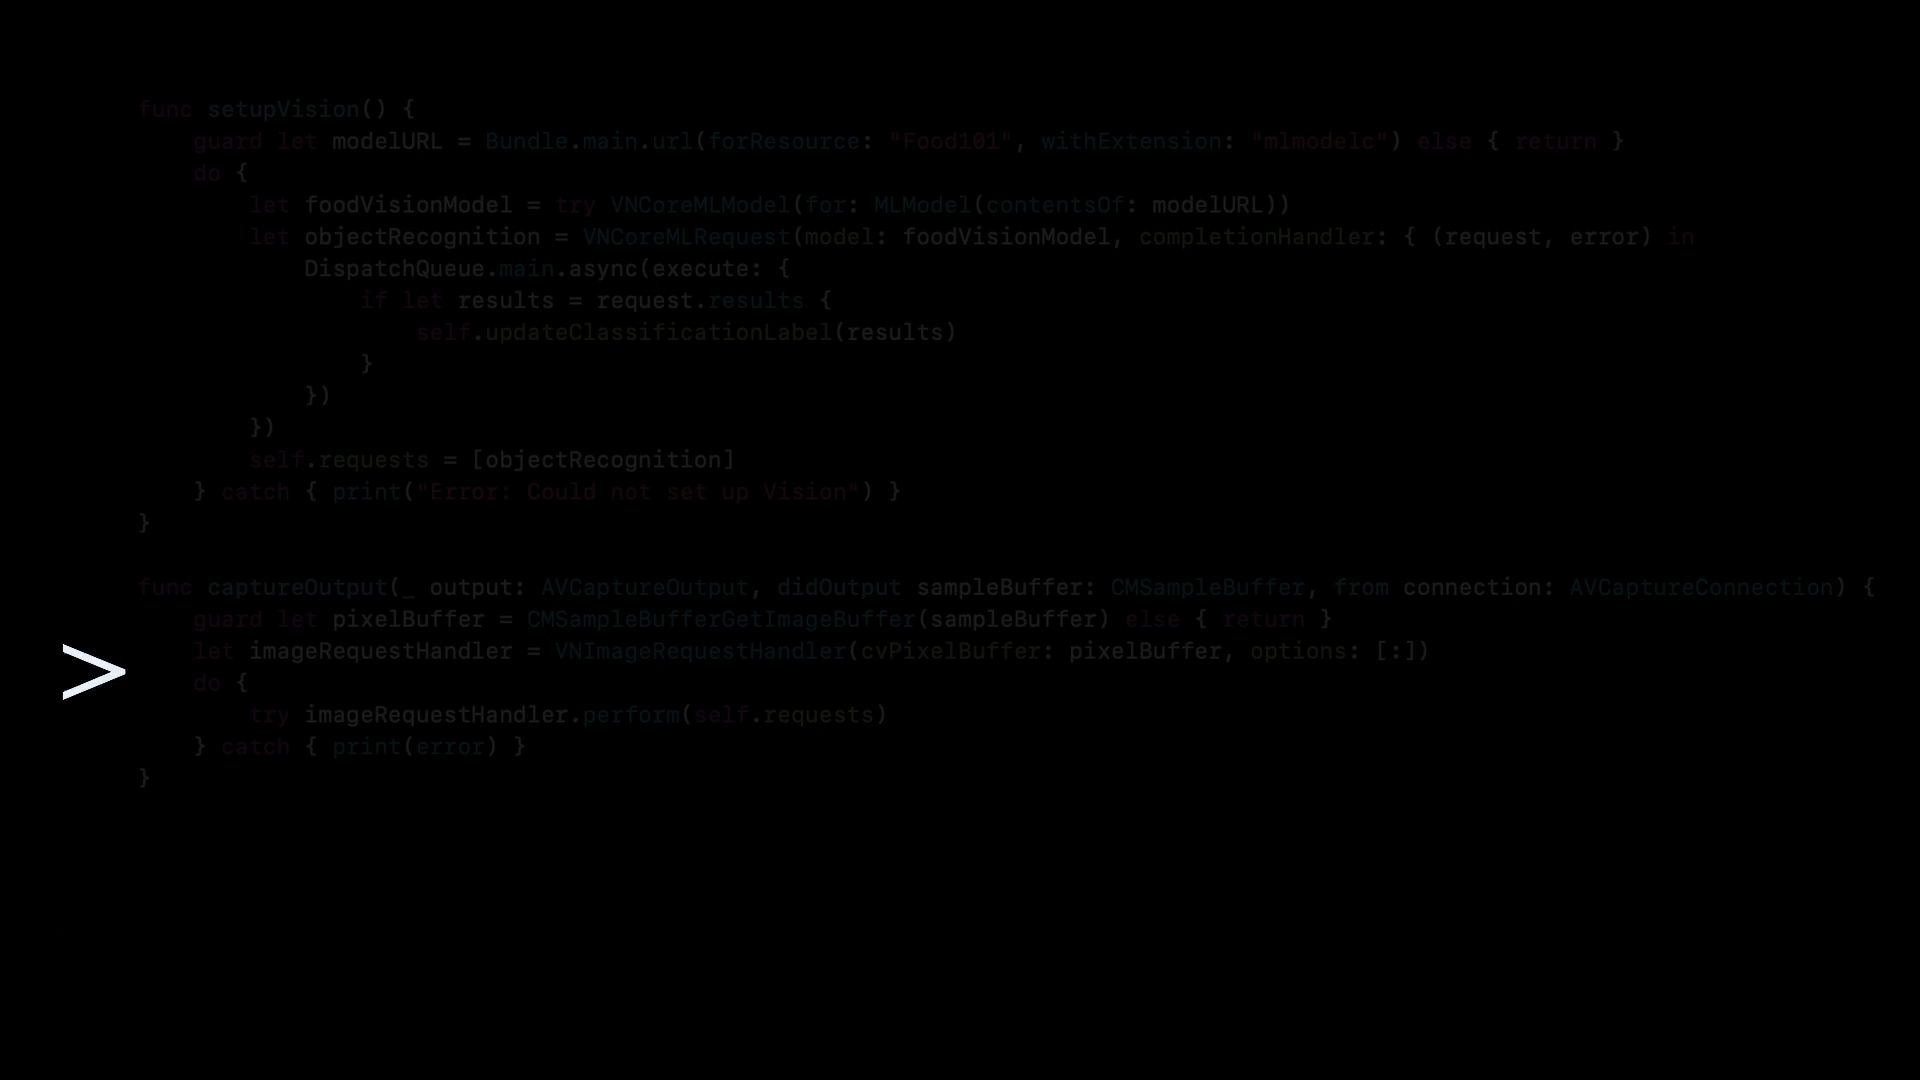 func setupVision() {
    guard let modelURL = Bundle.main.url(forResource: "Food101", withExtension: "mlmodelc") else { return }
    do {
        let foodVisionModel = try VNCoreMLModel(for: MLModel(contentsOf: modelURL))
        let objectRecognition = VNCoreMLRequest(model: foodVisionModel, completionHandler: { (request, error) in
            DispatchQueue.main.async(execute: {
                if let results = request.results {
                    self.updateClassificationLabel(results)
                }
            })
        })
        self.requests = [objectRecognition]
    } catch { print("Error: Could not set up Vision") }
}

func captureOutput(_ output: AVCaptureOutput, didOutput sampleBuffer: CMSampleBuffer, from connection: AVCaptureConnection) {
    guard let pixelBuffer = CMSampleBufferGetImageBuffer(sampleBuffer) else { return }
    let imageRequestHandler = VNImageRequestHandler(cvPixelBuffer: pixelBuffer, options: [:])
>
    do {
        try imageRequestHandler.perform(self.requests)
    } catch { print(error) }
}